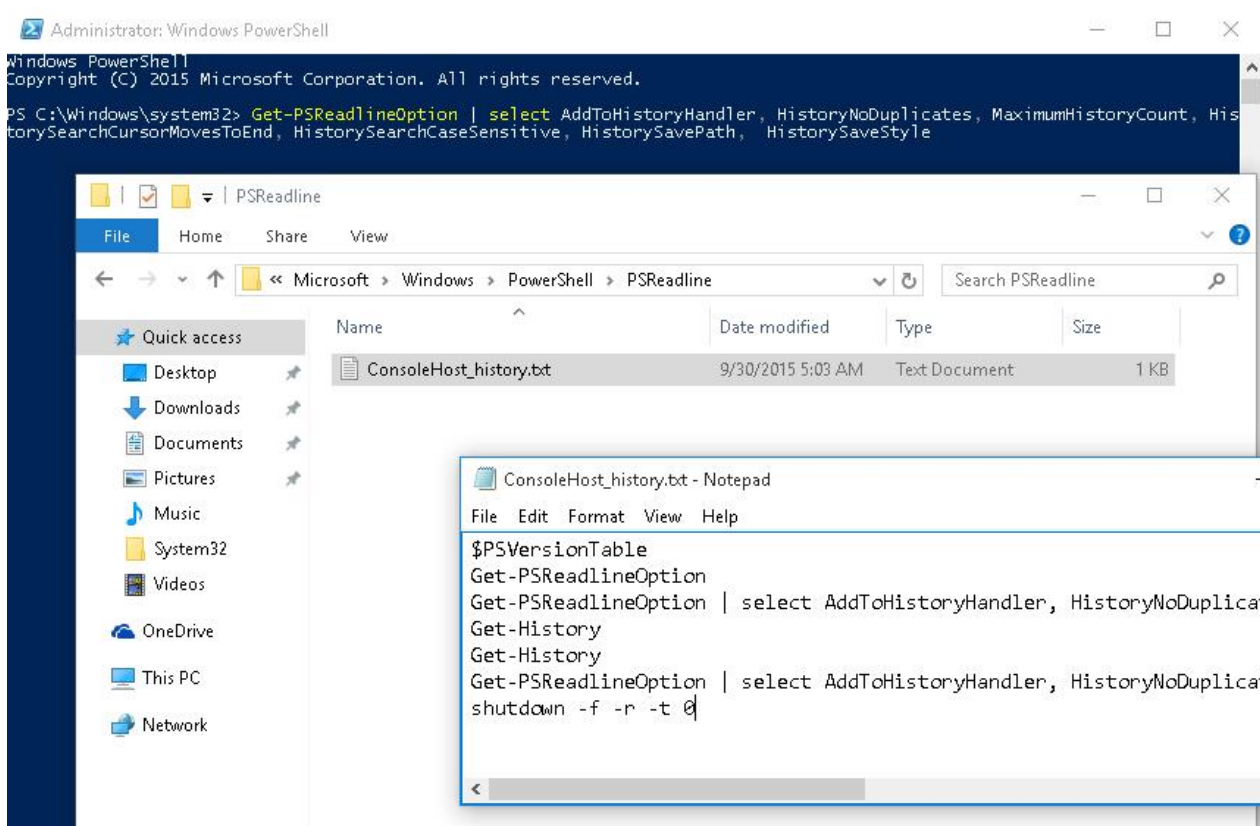 Administrator: Windows PowerShell
Windows PowerShell
Copyright (C) 2015 Microsoft Corporation. All rights reserved.
PS C:\Windows\system32> Get-PSReadlineOption | select AddToHistoryHandler, HistoryNoDuplicates, MaximumHistoryCount, His
torySearchCursorMovesToEnd, HistorySearchCaseSensitive, HistorySavePath,  HistorySaveStyle
PSReadline
File Home Share View
« Microsoft > Windows > PowerShell > PSReadline
Search PSReadline
Name Date modified Type Size
ConsoleHost_history.txt 9/30/2015 5:03 AM Text Document 1 KB
Quick access
Desktop
Downloads
Documents
Pictures
Music
System32
Videos
OneDrive
This PC
Network
ConsoleHost_history.txt - Notepad
File Edit Format View Help
$PSVersionTable
Get-PSReadlineOption
Get-PSReadlineOption | select AddToHistoryHandler, HistoryNoDuplica
Get-History
Get-History
Get-PSReadlineOption | select AddToHistoryHandler, HistoryNoDuplica
shutdown -f -r -t 0